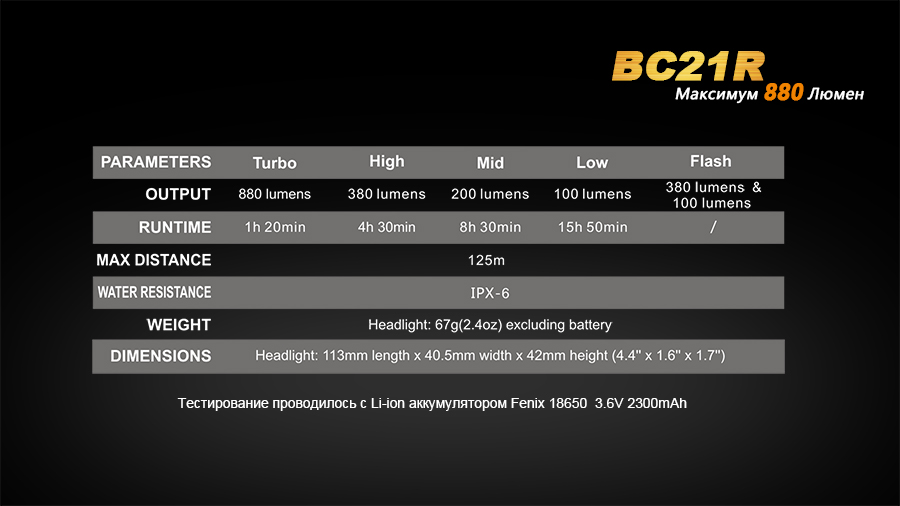 BC21R
Максимум 880 Люмен
PARAMETERS Turbo High Mid Low Flash
OUTPUT 880 lumens 380 lumens 200 lumens 100 lumens 380 lumens & 100 lumens
RUNTIME 1h 20min 4h 30min 8h 30min 15h 50min /
MAX DISTANCE 125m
WATER RESISTANCE IPX-6
WEIGHT Headlight: 67g(2.4oz) excluding battery
DIMENSIONS Headlight: 113mm length x 40.5mm width x 42mm height (4.4" x 1.6" x 1.7")
Тестирование проводилось с Li-ion аккумулятором Fenix 18650 3.6V 2300mAh